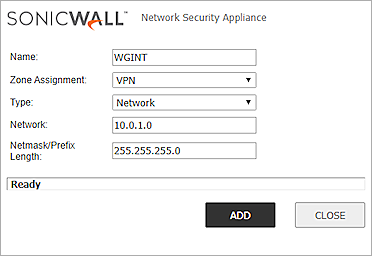 SONICWALL™ Network Security Appliance
Name: WGINT
Zone Assignment: VPN
Type: Network
Network: 10.0.1.0
Netmask/Prefix
Length: 255.255.255.0
Ready
ADD CLOSE